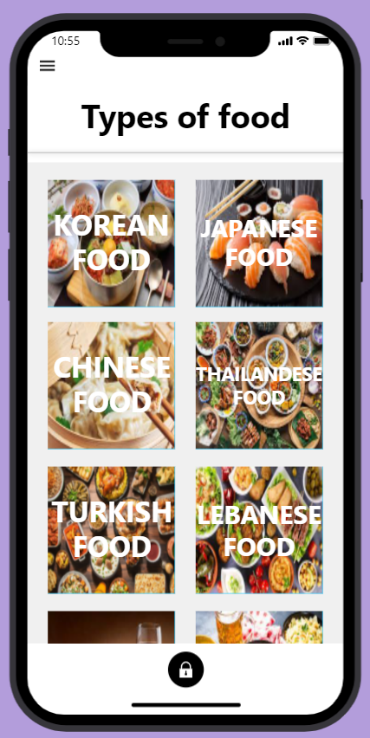 10:55
Types of food
KOREAN
FOOD
JAPANESE
FOOD
CHINESE
FOOD
THAILANDESE
FOOD
TURKISH
FOOD
LEBANESE
FOOD